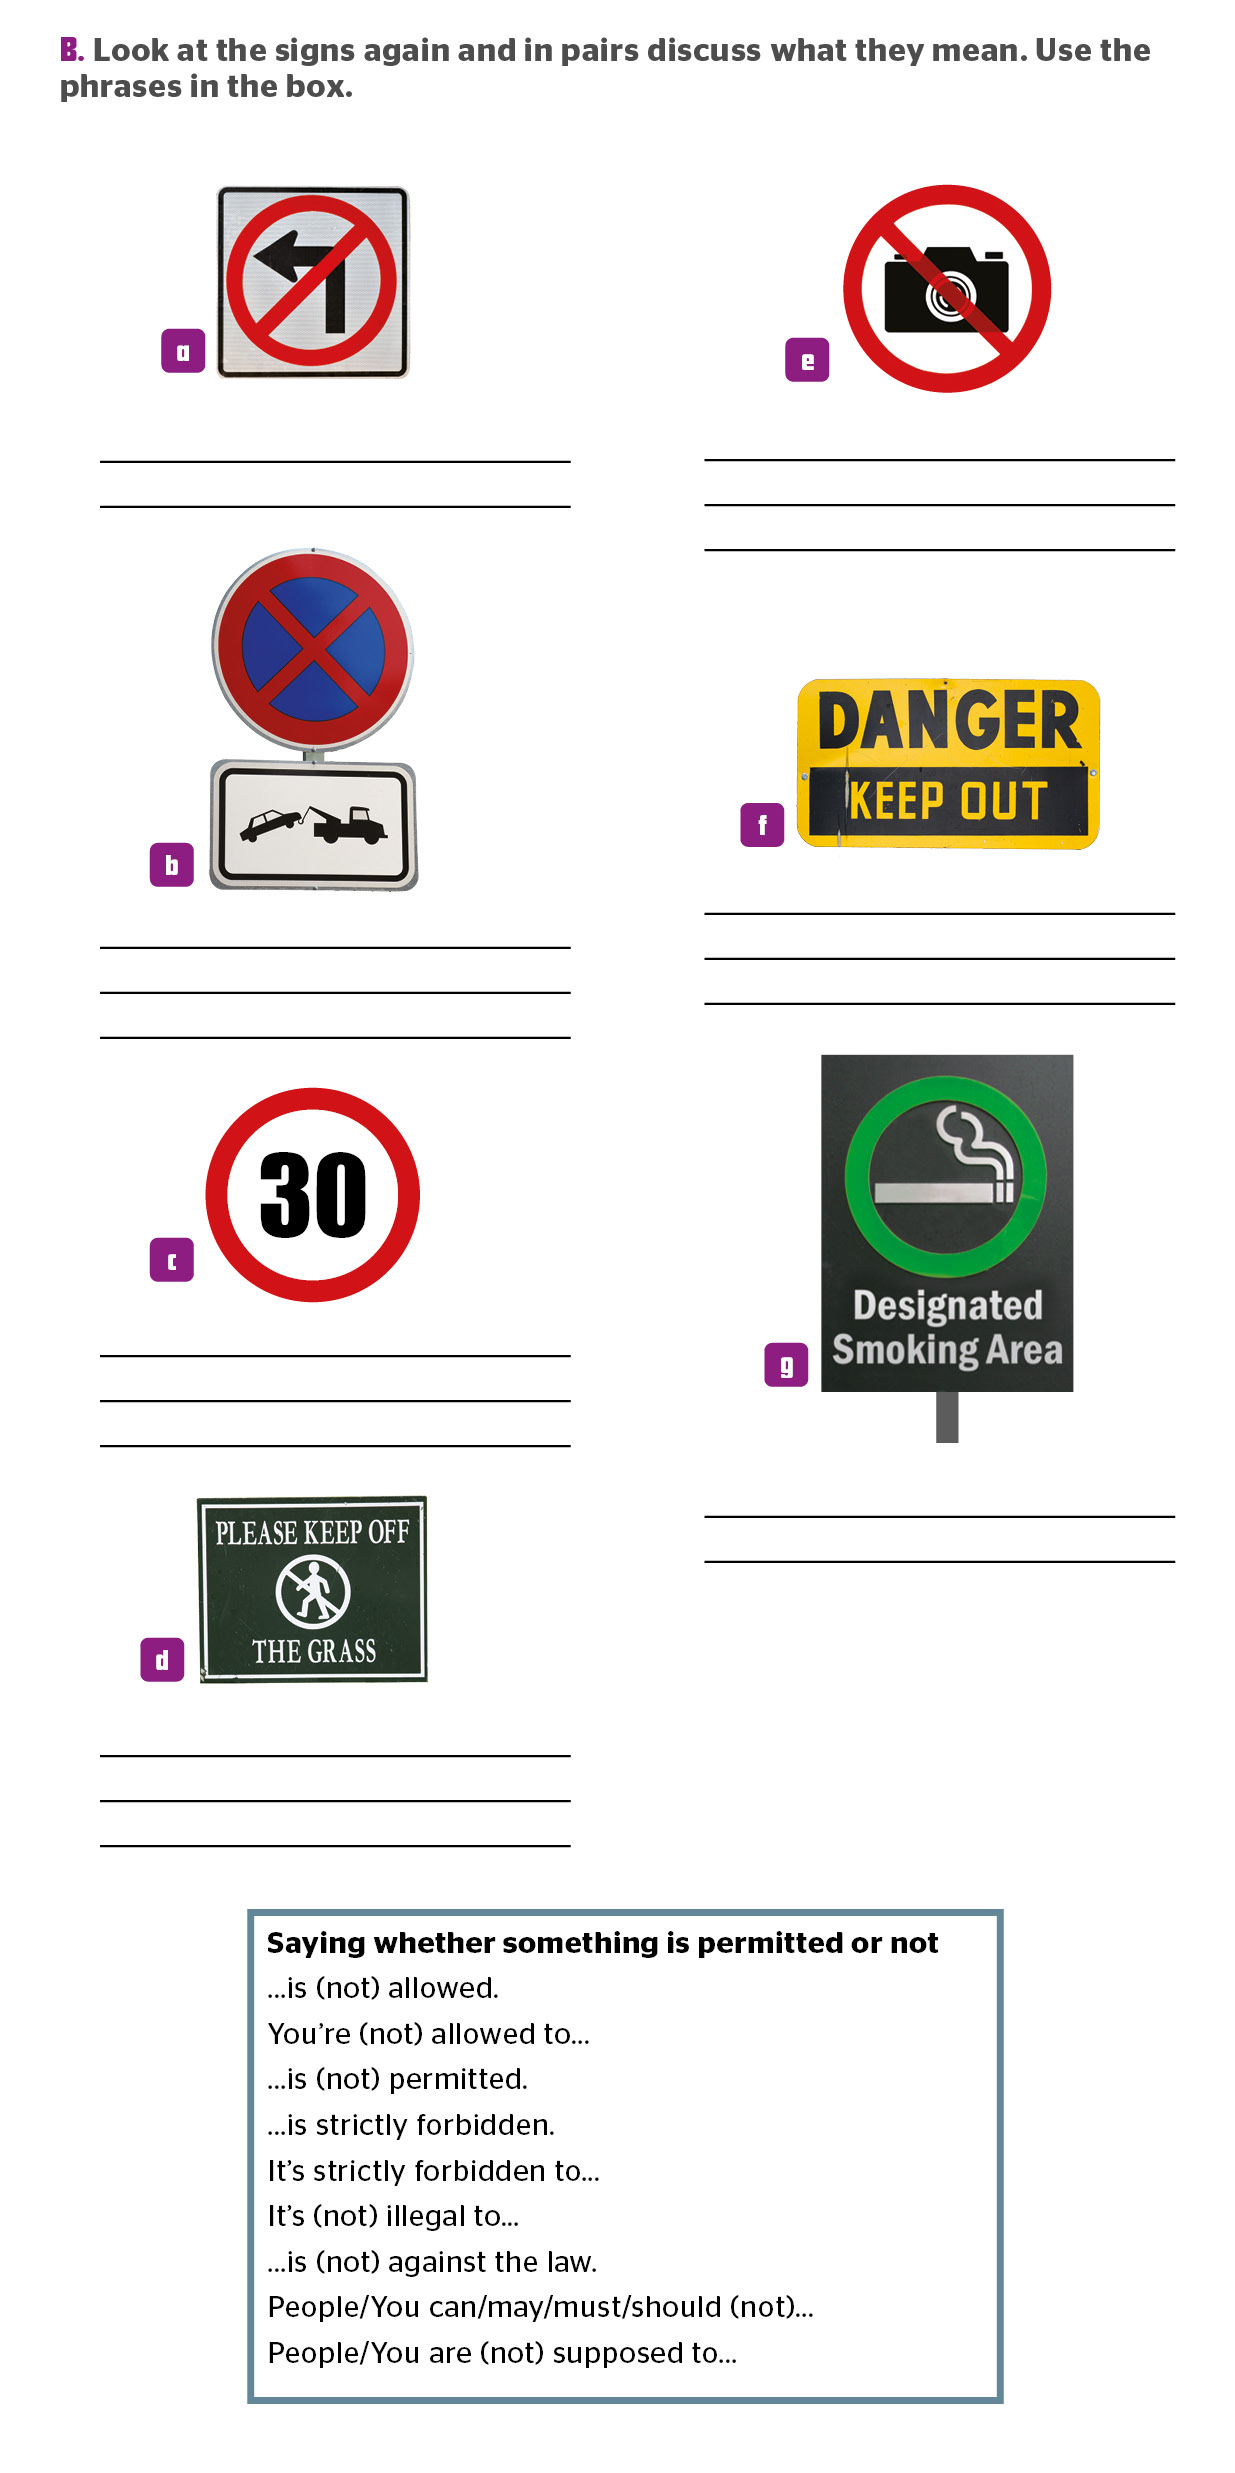 B. Look at the signs again and in pairs discuss what they mean. Use the
phrases in the box.
a
b
c
30
d
PLEASE KEEP OFF
THE GRASS
e
f
DANGER
KEEP OUT
g
Designated
Smoking Area
Saying whether something is permitted or not
...is (not) allowed.
You’re (not) allowed to...
...is (not) permitted.
...is strictly forbidden.
It’s strictly forbidden to...
It’s (not) illegal to...
...is (not) against the law.
People/You can/may/must/should (not)...
People/You are (not) supposed to...